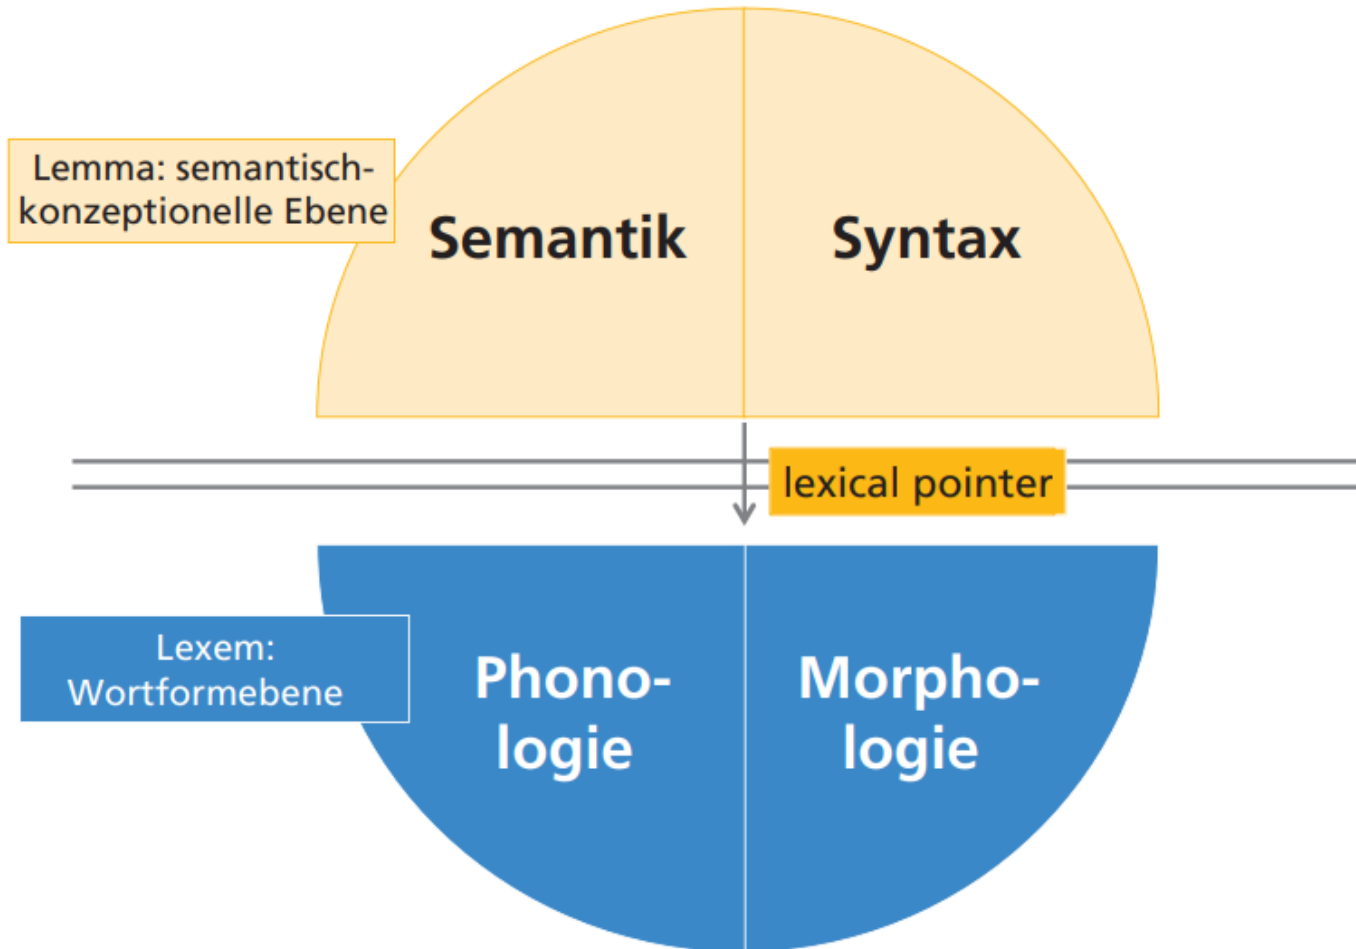 Lemma: semantisch-
konzeptionelle Ebene
Semantik
Syntax
lexical pointer
Lexem:
Wortformebene
Phono-
logie
Morpho-
logie